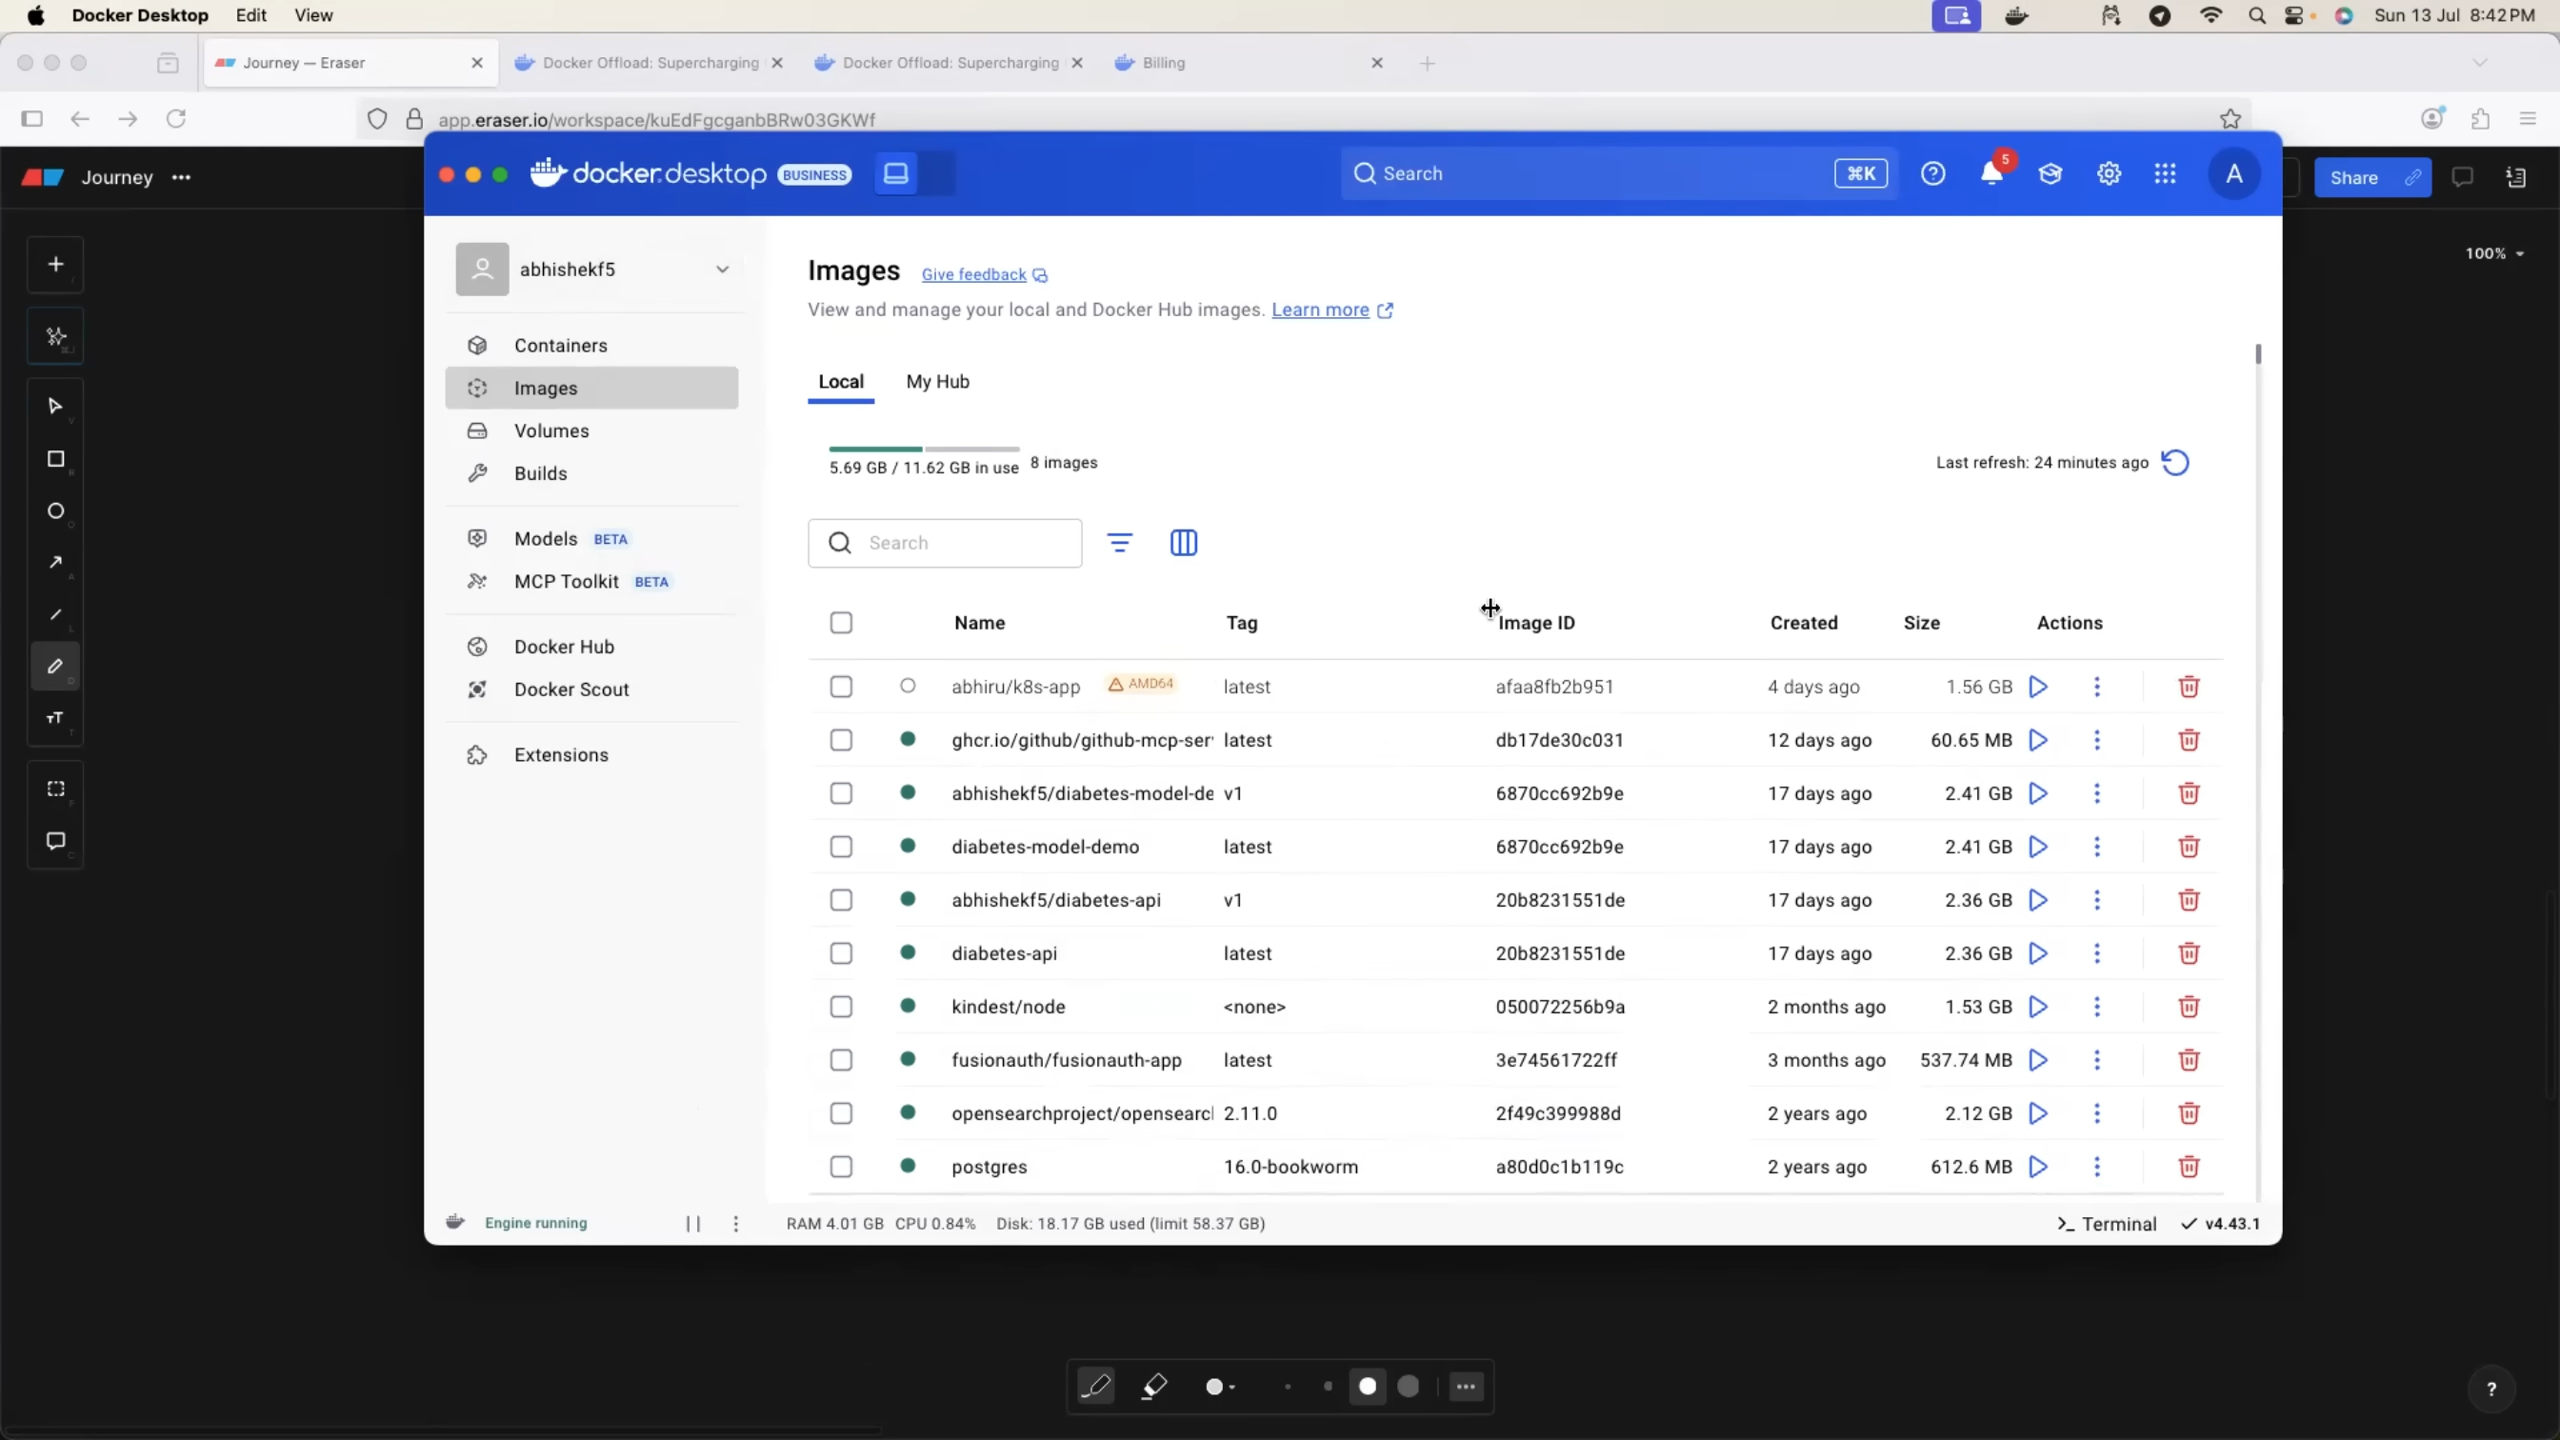 Docker Desktop Edit View Sun 13 Jul 8:42 PM
Journey — Eraser Docker Offload: Supercharging Docker Offload: Supercharging Billing
app.eraser.io/workspace/kuEdFgcganbBRw03GKWf
Journey
Share
100%
docker.desktop BUSINESS Search ⌘K 5 A
abhishekf5
Containers
Images
Volumes
Builds
Models BETA
MCP Toolkit BETA
Docker Hub
Docker Scout
Extensions
Images Give feedback
View and manage your local and Docker Hub images. Learn more
Local My Hub
5.69 GB / 11.62 GB in use 8 images Last refresh: 24 minutes ago
Search
Name Tag Image ID Created Size Actions
abhiru/k8s-app AMD64 latest afaa8fb2b951 4 days ago 1.56 GB
ghcr.io/github/github-mcp-ser latest db17de30c031 12 days ago 60.65 MB
abhishekf5/diabetes-model-de v1 6870cc692b9e 17 days ago 2.41 GB
diabetes-model-demo latest 6870cc692b9e 17 days ago 2.41 GB
abhishekf5/diabetes-api v1 20b8231551de 17 days ago 2.36 GB
diabetes-api latest 20b8231551de 17 days ago 2.36 GB
kindest/node <none> 050072256b9a 2 months ago 1.53 GB
fusionauth/fusionauth-app latest 3e74561722ff 3 months ago 537.74 MB
opensearchproject/opensearc 2.11.0 2f49c399988d 2 years ago 2.12 GB
postgres 16.0-bookworm a80d0c1b119c 2 years ago 612.6 MB
Engine running RAM 4.01 GB CPU 0.84% Disk: 18.17 GB used (limit 58.37 GB) >_ Terminal v4.43.1
?